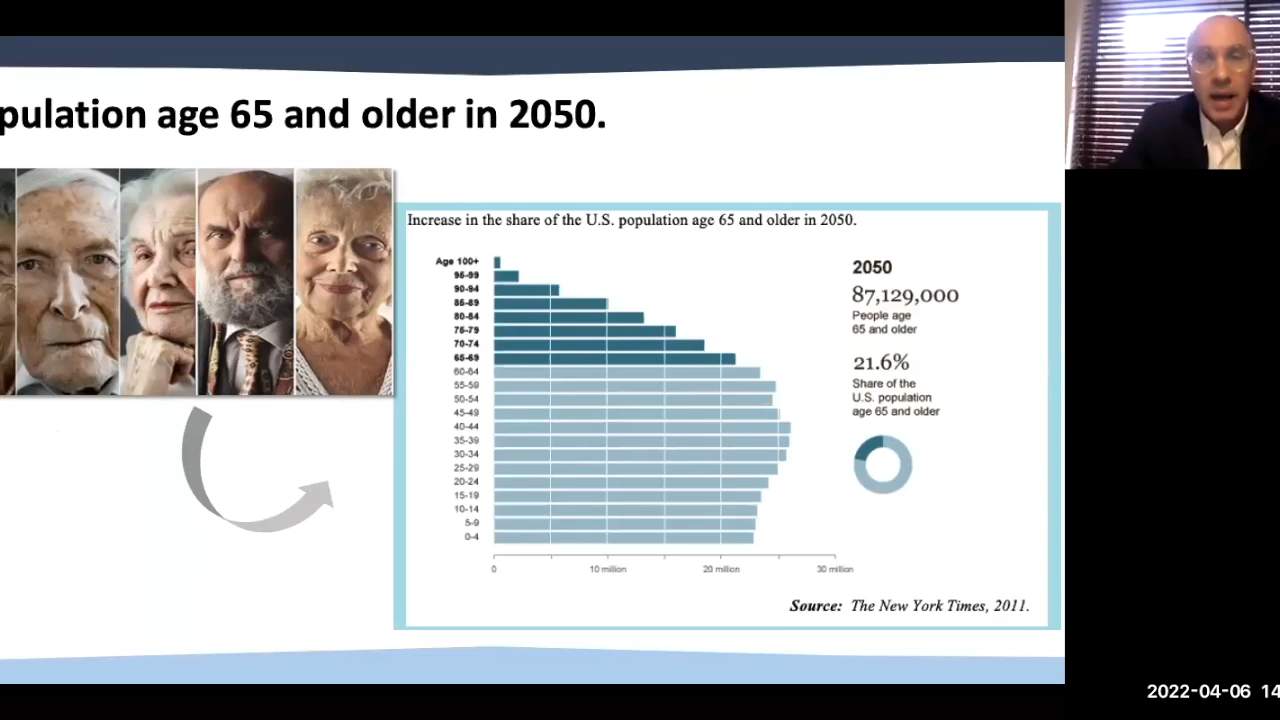 pulation age 65 and older in 2050.
Increase in the share of the U.S. population age 65 and older in 2050.
Age 100+
95-99
90-94
85-89
80-84
75-79
70-74
65-69
60-64
55-59
50-54
45-49
40-44
35-39
30-34
25-29
20-24
15-19
10-14
5-9
0-4
0
10 million
20 million
30 million
2050
87,129,000
People age
65 and older
21.6%
Share of the
U.S. population
age 65 and older
Source: The New York Times, 2011.
2022-04-06 14